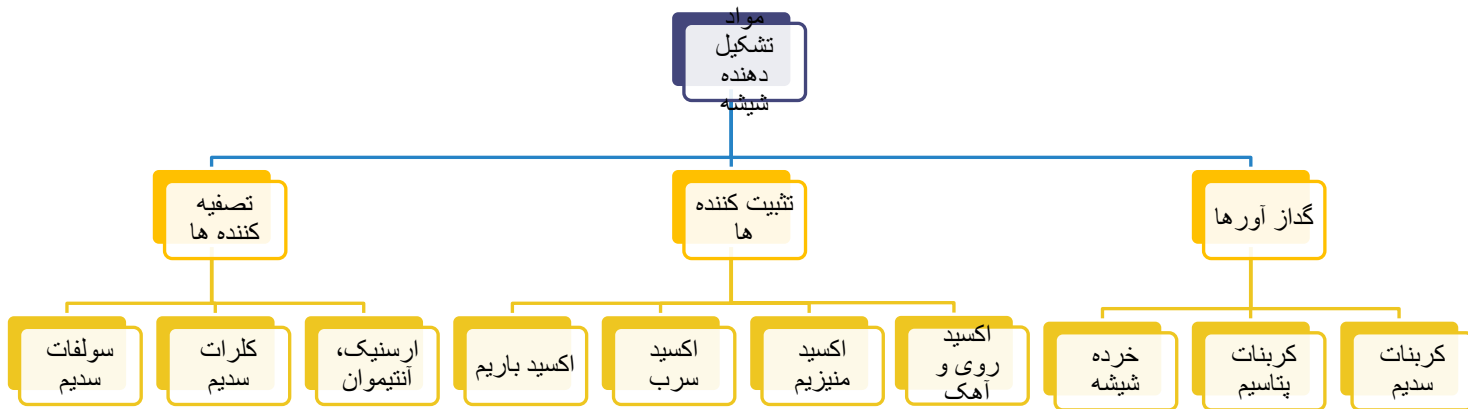 مواد
تشکیل
دهنده
شیشه
گداز آورها
تثبیت کننده
ها
تصفیه
کننده ها
کربنات
سدیم
کربنات
پتاسیم
خرده
شیشه
اکسید
روی و
آهک
اکسید
منیزیم
اکسید
سرب
اکسید باریم
ارسنیک،
آنتیموان
کلرات
سدیم
سولفات
سدیم